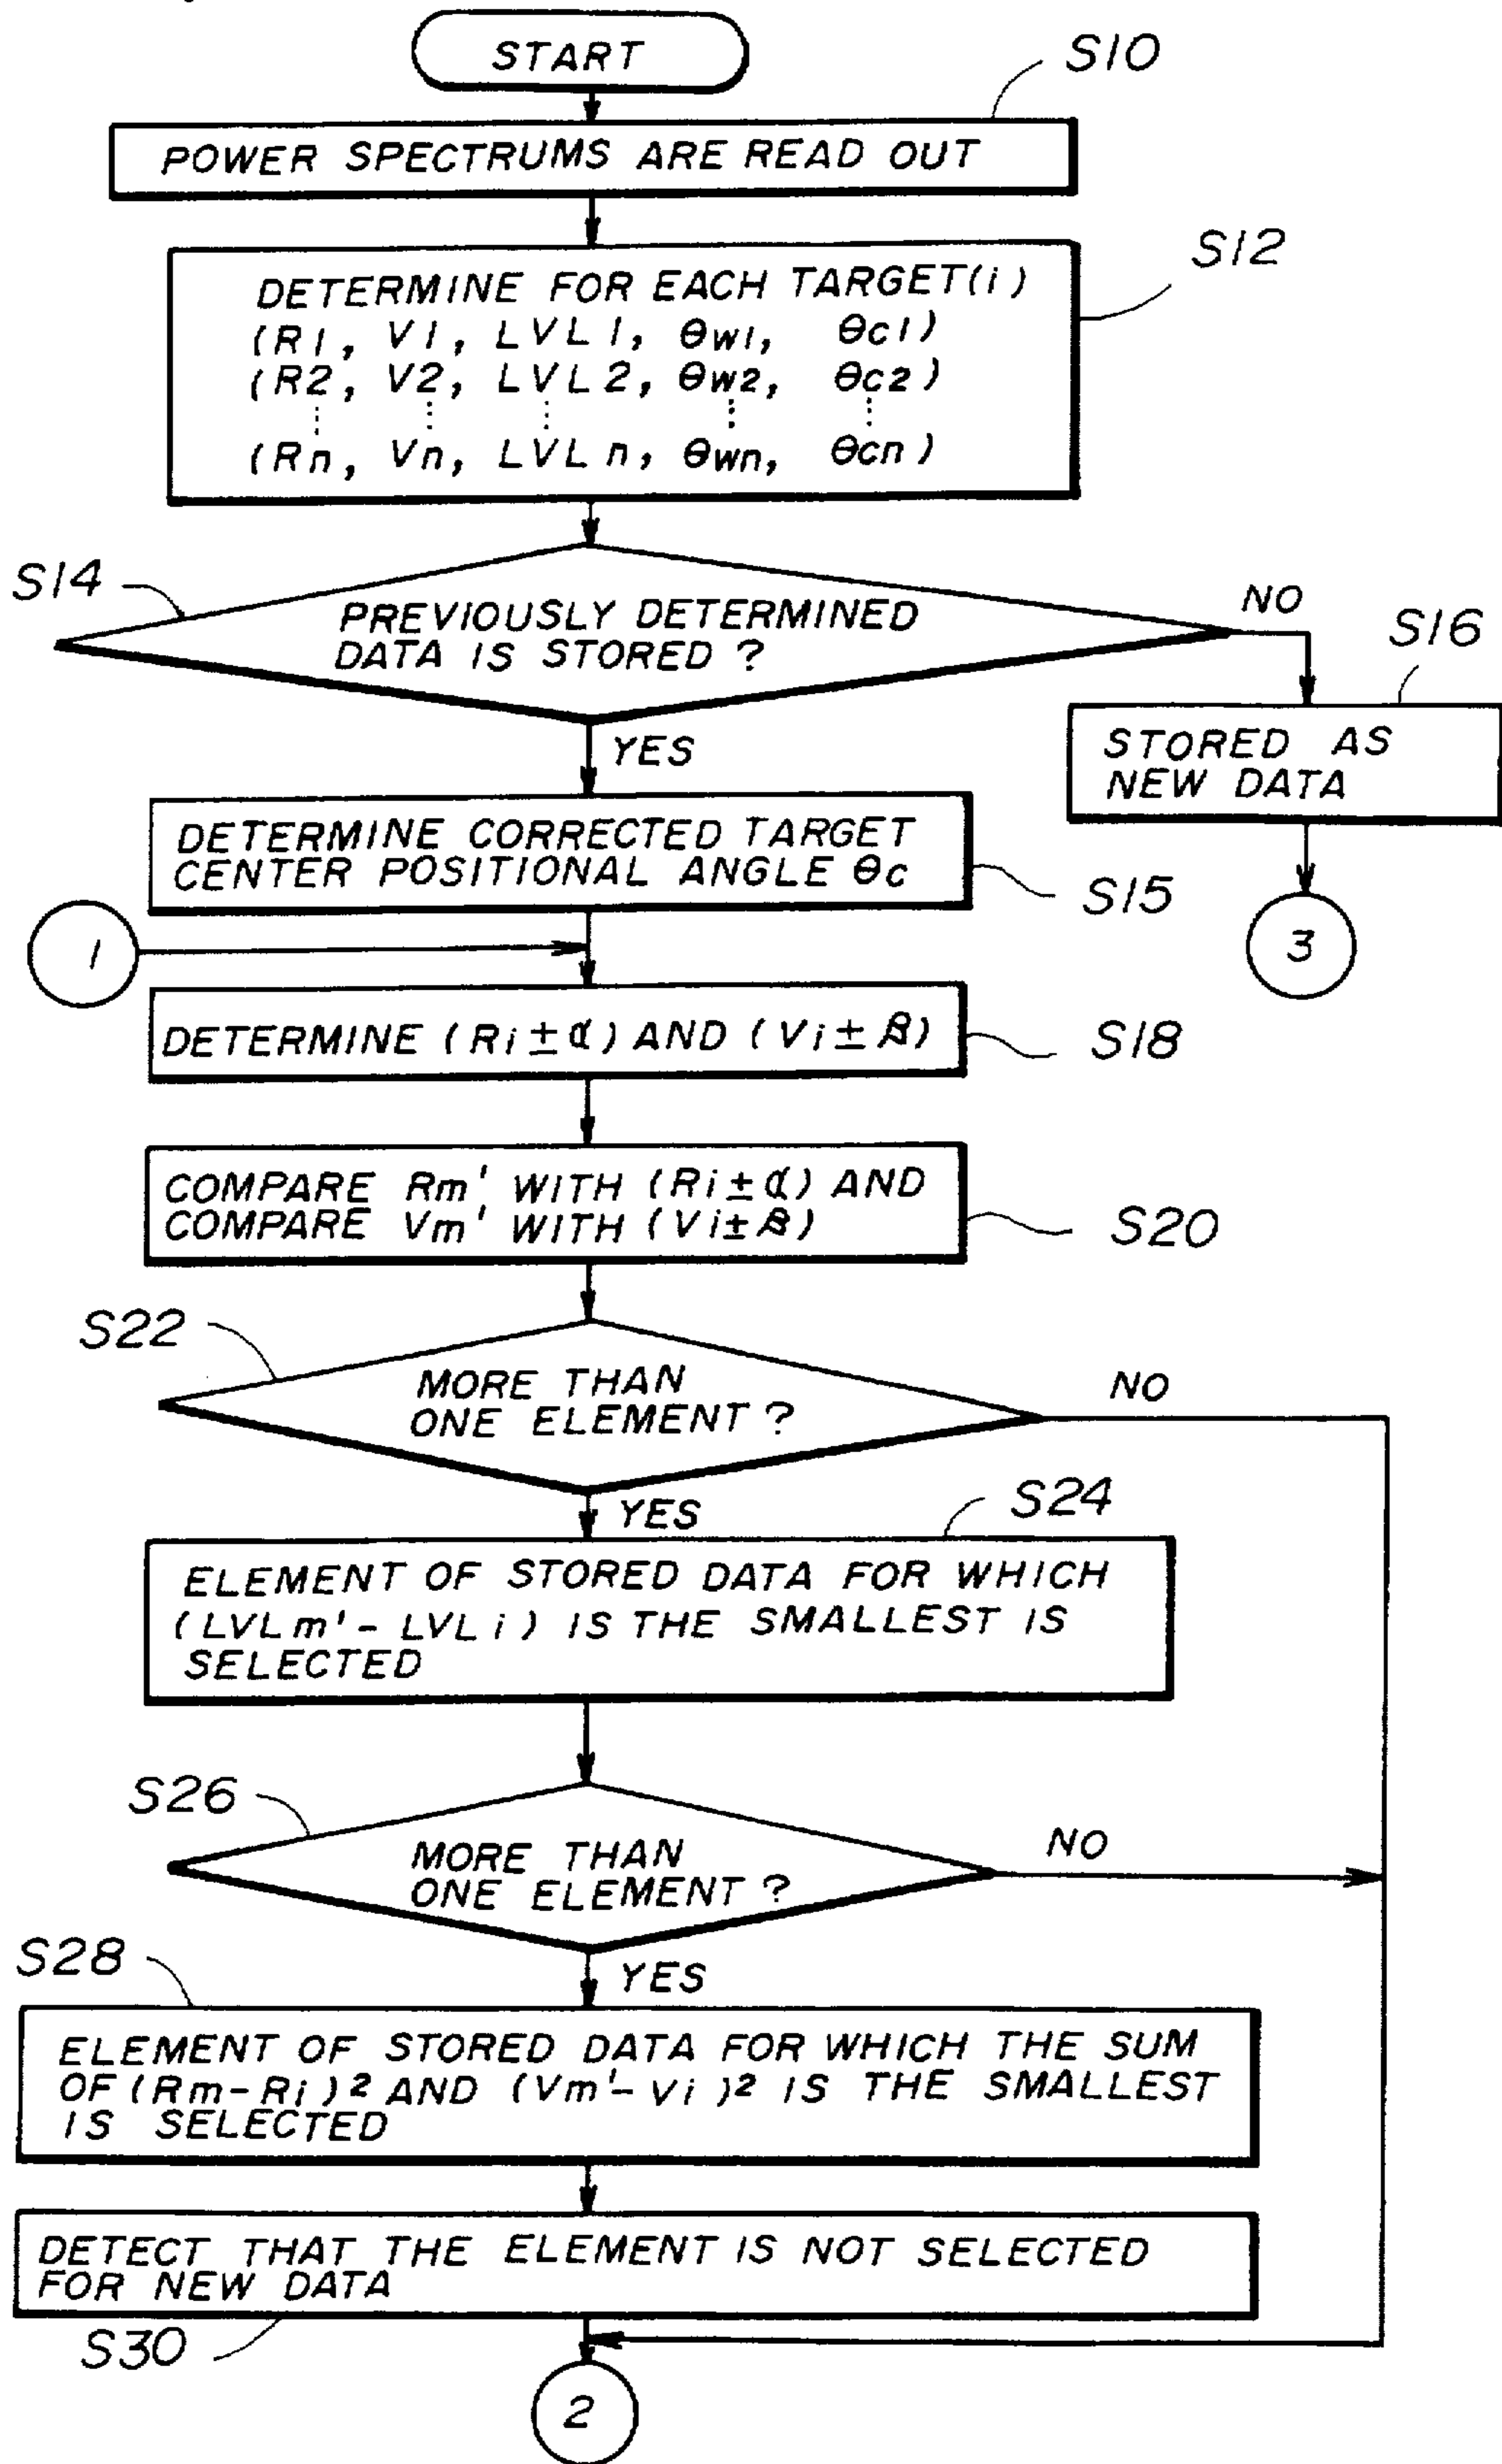 START
S10
POWER SPECTRUMS ARE READ OUT
S12
DETERMINE FOR EACH TARGET(i)
(R1, V1, LVL1, θw1, θc1)
(R2, V2, LVL2, θw2, θc2)
(Rn, Vn, LVLn, θwn, θcn)
S14
PREVIOUSLY DETERMINED
DATA IS STORED ?
NO
S16
STORED AS
NEW DATA
3
YES
DETERMINE CORRECTED TARGET
CENTER POSITIONAL ANGLE θc
S15
1
DETERMINE (Ri ± α) AND (Vi ± β)
S18
COMPARE Rm' WITH (Ri ± α) AND
COMPARE Vm' WITH (Vi ± β)
S20
S22
MORE THAN
ONE ELEMENT ?
NO
YES
S24
ELEMENT OF STORED DATA FOR WHICH
(LVLm' - LVLi) IS THE SMALLEST IS
SELECTED
S26
MORE THAN
ONE ELEMENT ?
NO
YES
S28
ELEMENT OF STORED DATA FOR WHICH THE SUM
OF (Rm - Ri)² AND (Vm' - Vi)² IS THE SMALLEST
IS SELECTED
DETECT THAT THE ELEMENT IS NOT SELECTED
FOR NEW DATA
S30
2